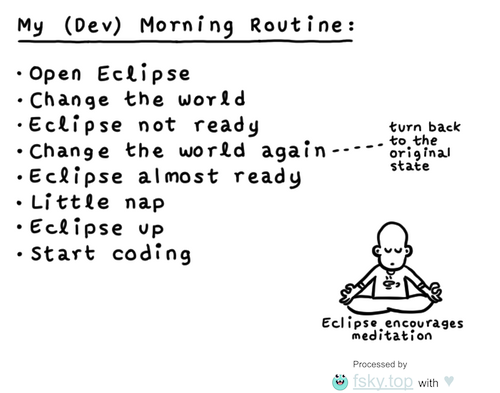 My (Dev) Morning Routine:
• Open Eclipse
• Change the world
• Eclipse not ready
• Change the world again
turn back
to the
original
state
• Eclipse almost ready
• Little nap
• Eclipse up
• Start coding
Eclipse encourages
meditation
Processed by
fsky.top with ♥